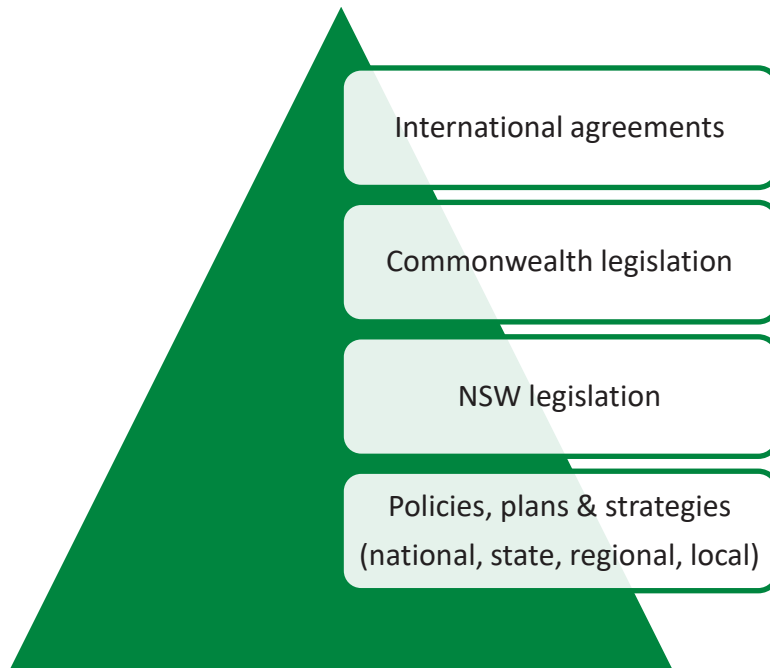 International agreements
Commonwealth legislation
NSW legislation
Policies, plans & strategies
(national, state, regional, local)